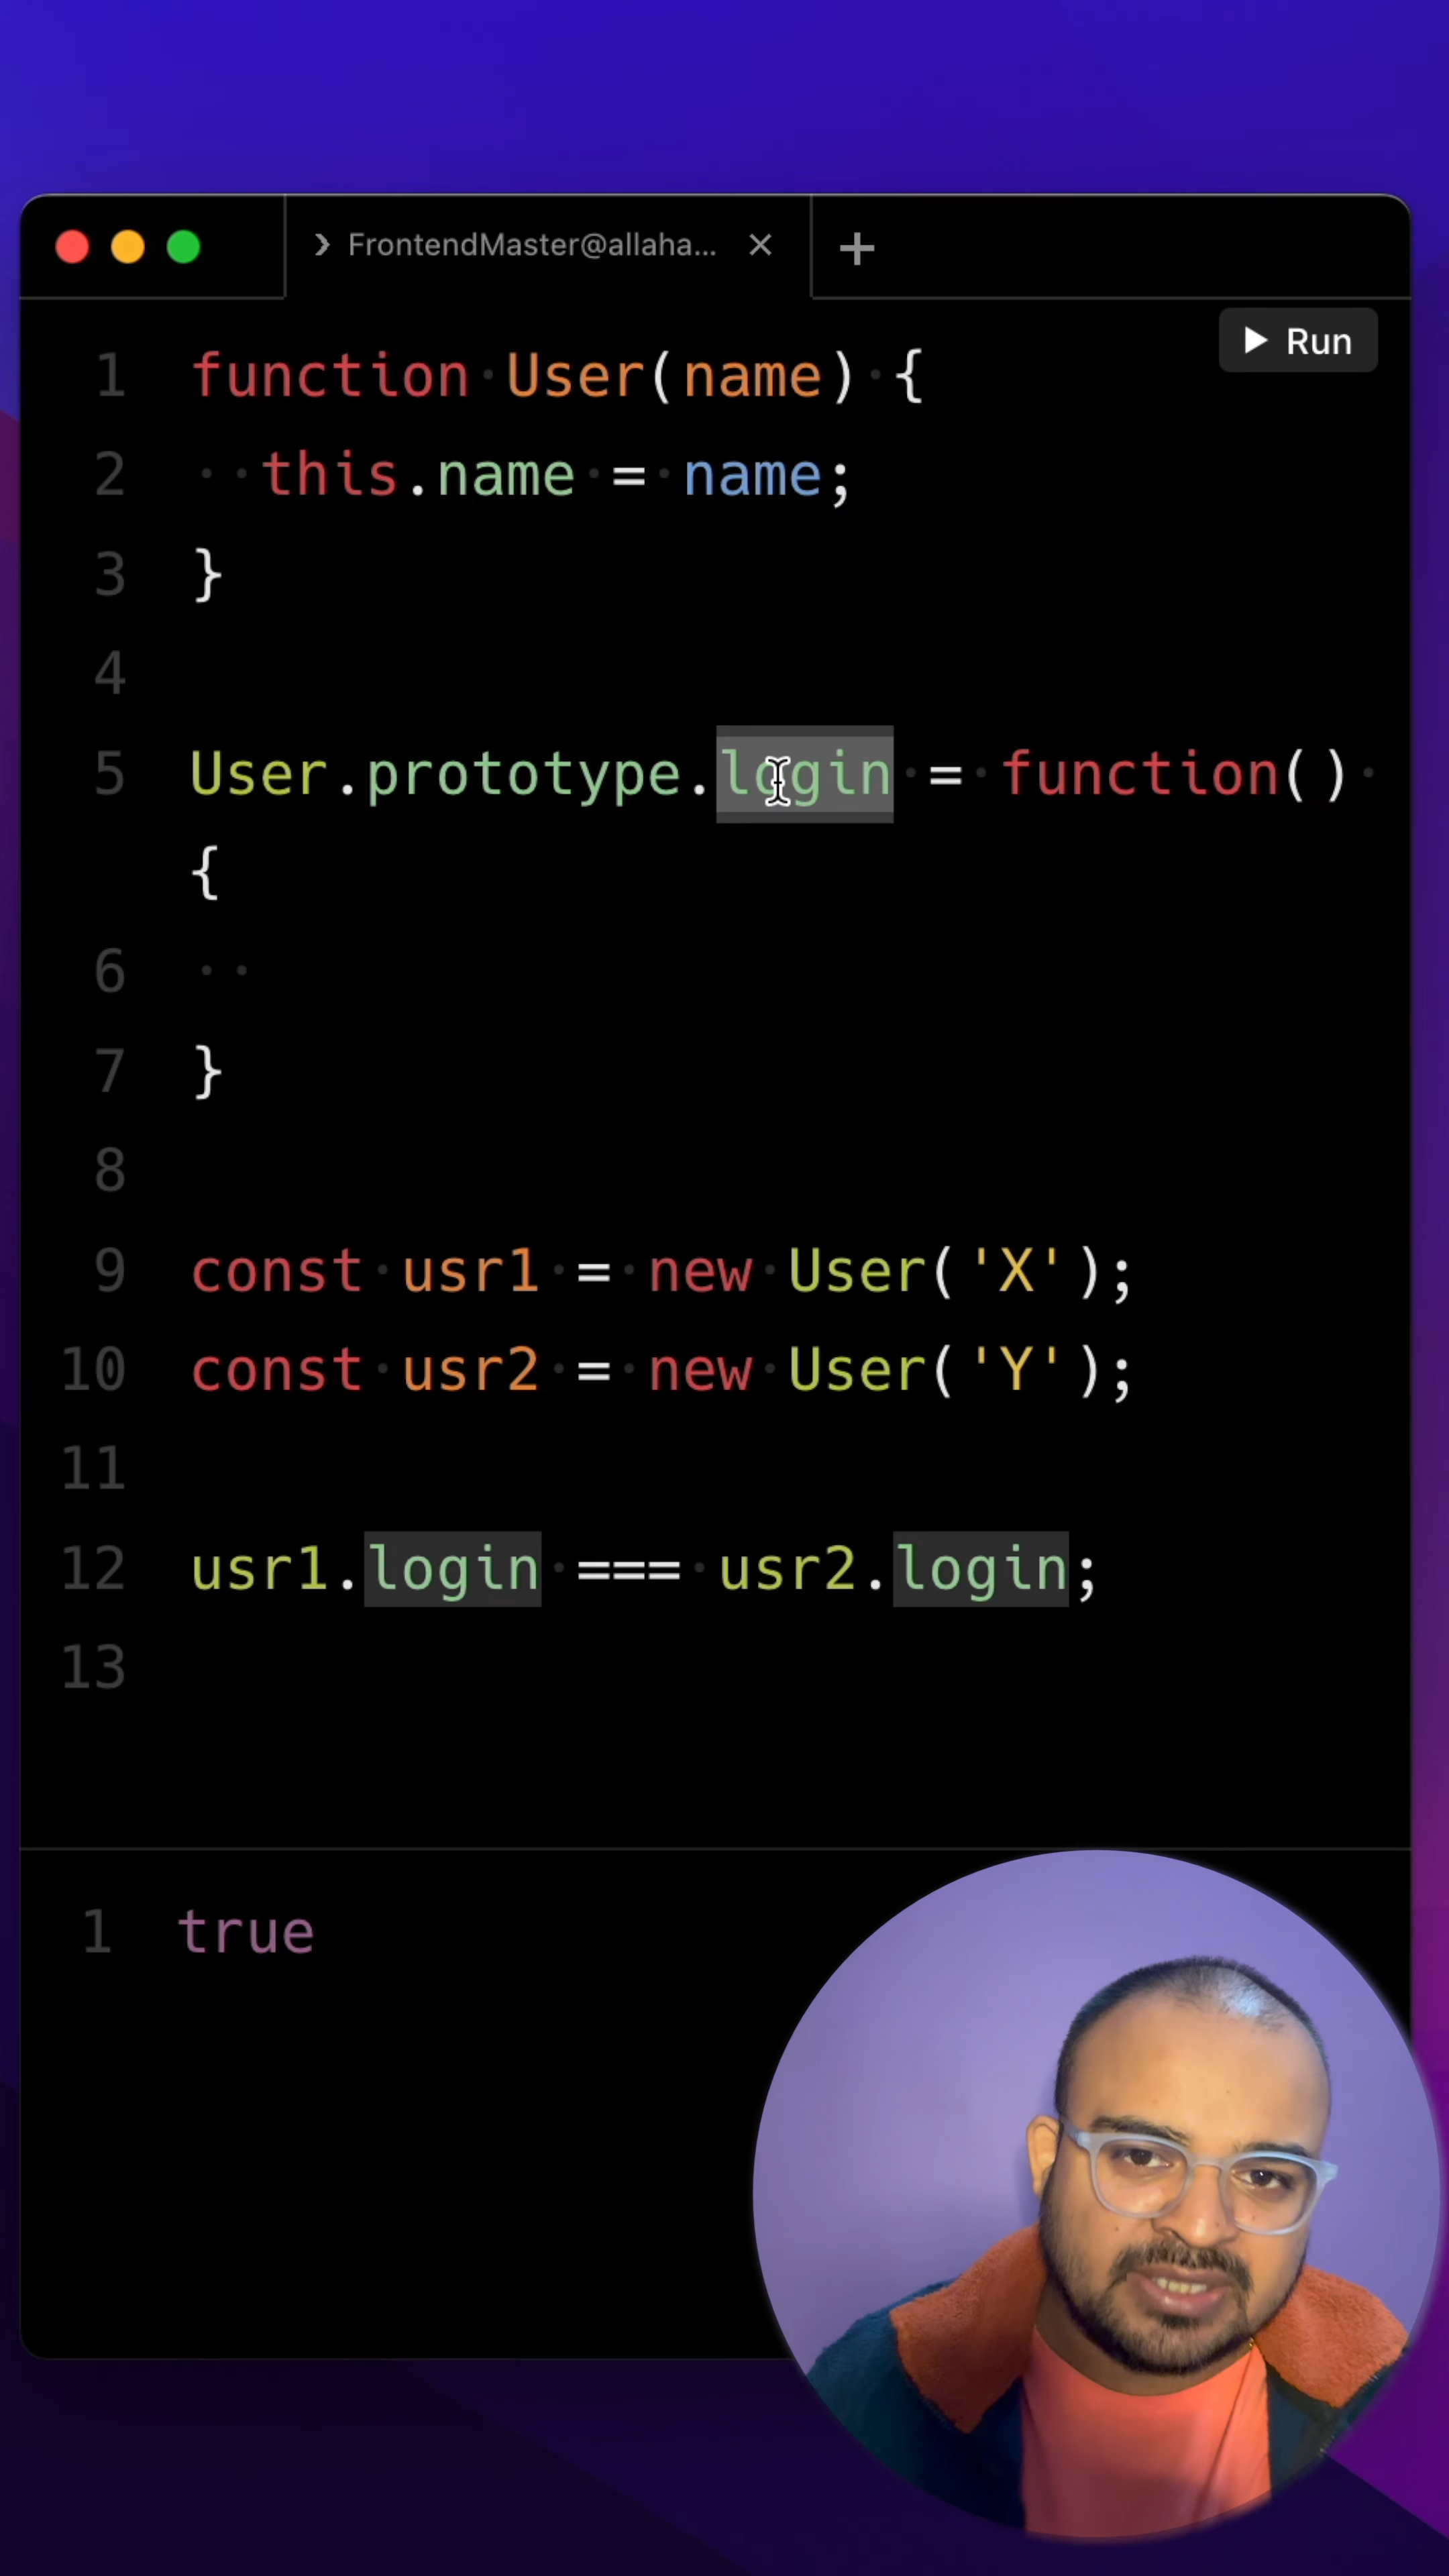 FrontendMaster@allaha...
Run
1 function User(name) {
2 this.name = name;
3 }
4
5 User.prototype.login = function()
{
6
7 }
8
9 const usr1 = new User('X');
10 const usr2 = new User('Y');
11
12 usr1.login === usr2.login;
13
1 true